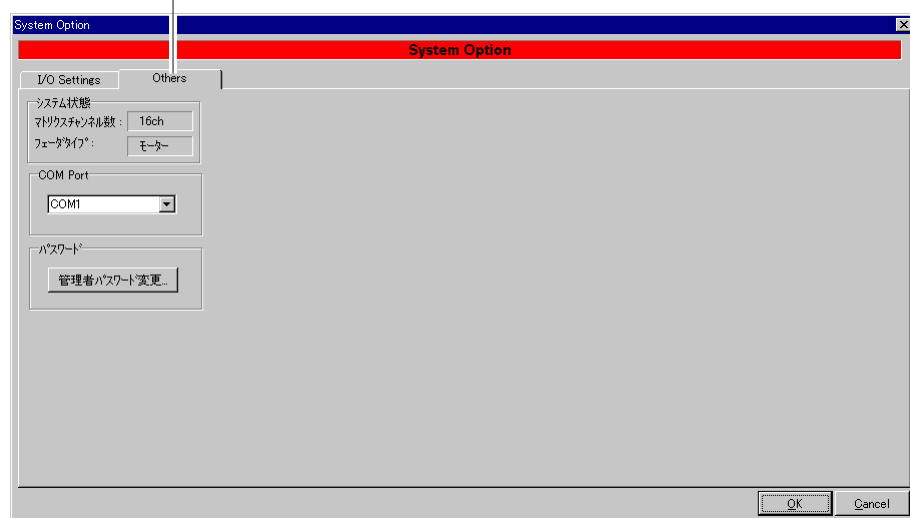 System Option
System Option
I/O Settings
Others
システム状態
マトリクスチャンネル数 : 16ch
フェーダタイプ : モーター
COM Port
COM1
パスワード
管理者パスワード変更...
OK
Cancel